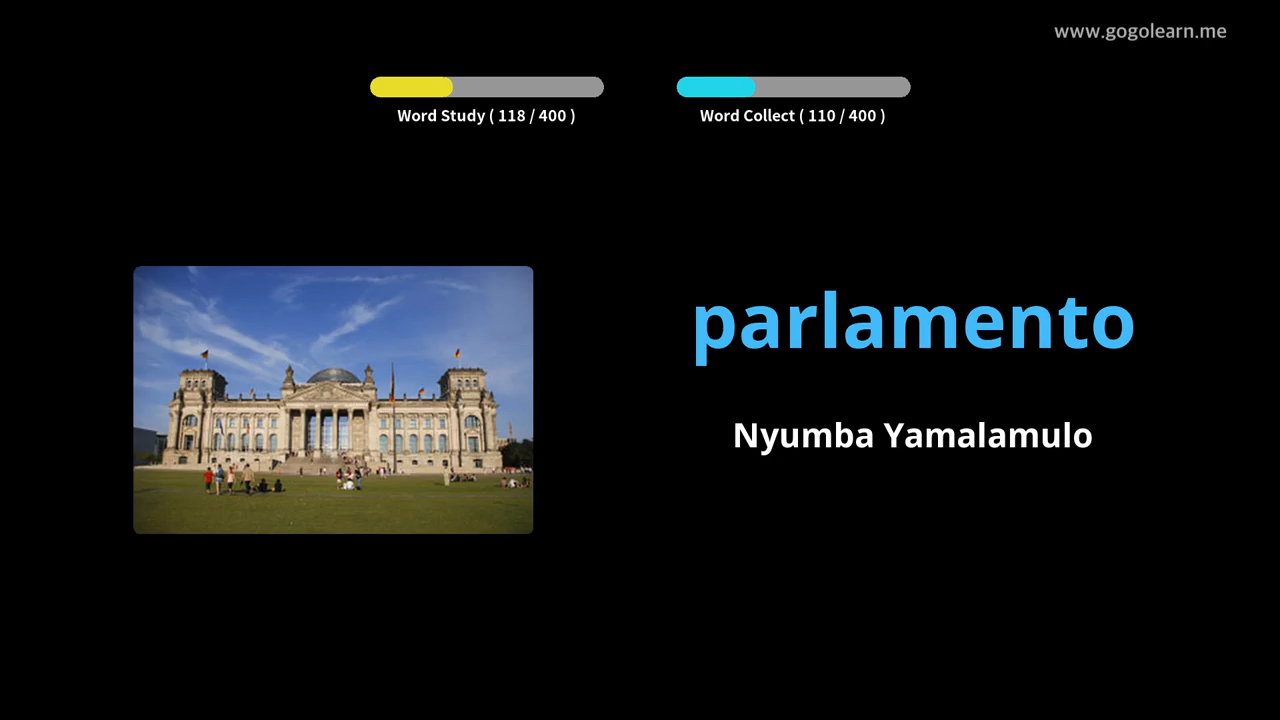 www.gogolearn.me
Word Study ( 118 / 400 )
Word Collect ( 110 / 400 )
parlamento
Nyumba Yamalamulo